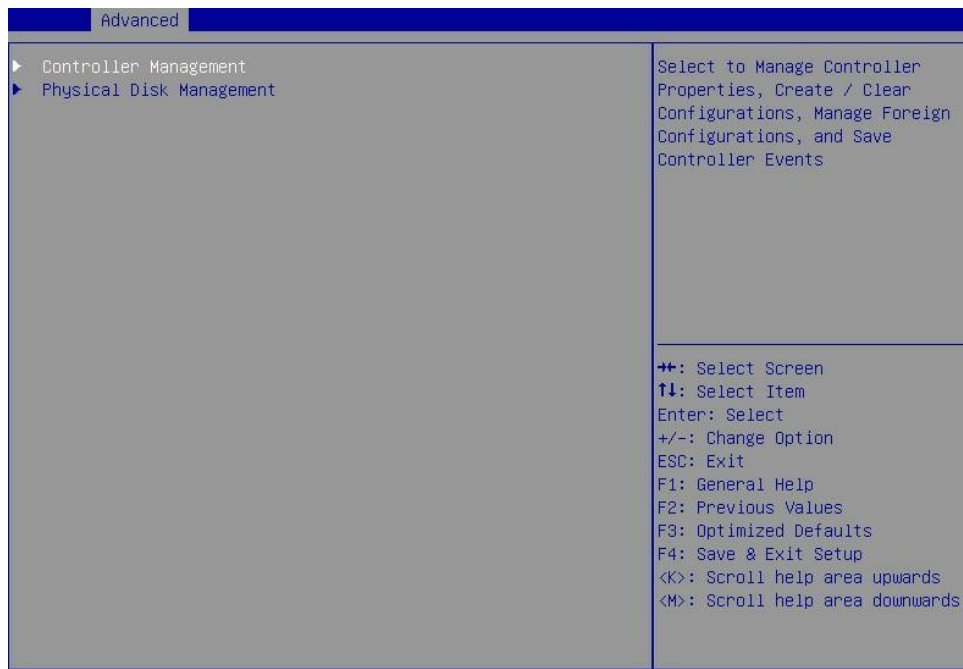 Advanced
Controller Management
Physical Disk Management
Select to Manage Controller
Properties, Create / Clear
Configurations, Manage Foreign
Configurations, and Save
Controller Events
→←: Select Screen
↑↓: Select Item
Enter: Select
+/-: Change Option
ESC: Exit
F1: General Help
F2: Previous Values
F3: Optimized Defaults
F4: Save & Exit Setup
<K>: Scroll help area upwards
<M>: Scroll help area downwards